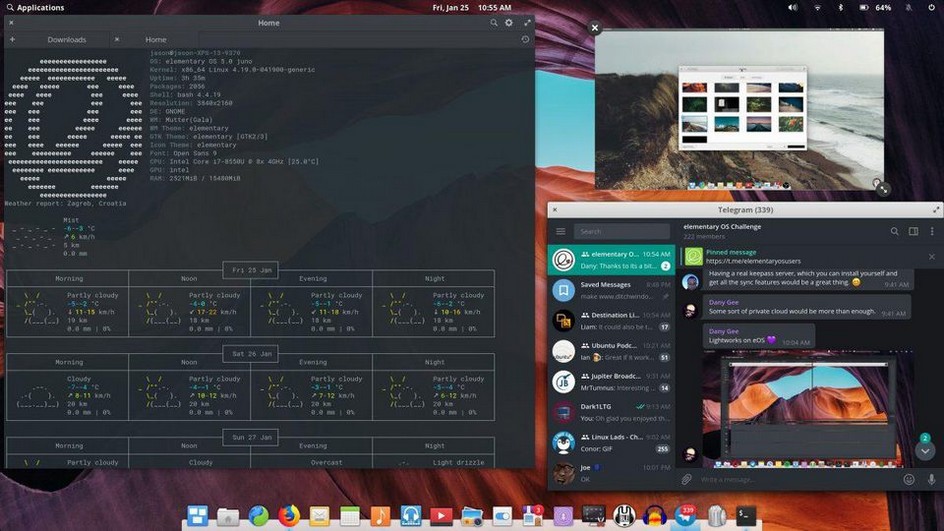 Applications
Fri, Jan 25 10:55 AM
64%
Home
Downloads
Home
jason@jason-XPS-13-9370
OS: elementary OS 5.0 juno
Kernel: x86_64 Linux 4.19.0-041900-generic
Uptime: 3h 35m
Packages: 2056
Shell: bash 4.4.19
Resolution: 3840x2160
DE: GNOME
WM: Mutter(Gala)
WM Theme: elementary
GTK Theme: elementary [GTK2/3]
Icon Theme: elementary
Font: Open Sans 9
CPU: Intel Core i7-8550U @ 8x 4GHz [25.0°C]
GPU: intel
RAM: 2521MiB / 15480MiB
Weather report: Zagreb, Croatia
Mist
-6--3 °C
6 km/h
5 km
0.0 mm
Fri 25 Jan
Morning Noon Evening Night
Partly cloudy Partly cloudy Partly cloudy Partly cloudy
-5--2 °C -4-0 °C -5--1 °C -5--2 °C
↓ 11-15 km/h ↙ 17-22 km/h ↙ 11-18 km/h ↓ 10-16 km/h
19 km 18 km 18 km 18 km
0.0 mm | 0% 0.0 mm | 0% 0.0 mm | 0% 0.0 mm | 0%
Sat 26 Jan
Morning Noon Evening Night
Cloudy Partly cloudy Partly cloudy Partly cloudy
-7--4 °C -4--1 °C -3--1 °C -5--4 °C
8-11 km/h 10-12 km/h 7-12 km/h 6-12 km/h
20 km 20 km 20 km 20 km
0.0 mm | 0% 0.0 mm | 0% 0.0 mm | 0% 0.0 mm | 0%
Sun 27 Jan
Morning Noon Evening Night
Partly cloudy Cloudy Overcast Light drizzle
Telegram (339)
Search
elementary O... 10:54 AM
Dany: Thanks to its a bit... 2
Saved Messages 8:48 PM
make www.ditchwindo
Destination Li... 10:54 AM
Liam: it could also be t... 17
Ubuntu Podc... 10:21 AM
Ian : Great! If it work... 51
Jupiter Broadc... 9:31 AM
MrTumnus: Interesting... 14
Dark1LTG 9:13 AM
You: Oh glad you enjoyed th
Linux Lads - Ch... 9:02 AM
Conor: GIF 255
Joe 10:01 PM
OK
elementary OS Challenge
222 members
Pinned message
https://t.me/elementaryosusers
Having a real keepass server, which you can install yourself and
get all the sync features would be a great thing. 9:41 AM
Dany Gee
Some sort of private cloud would be more than enough. 9:41 AM
Dany Gee
Lightworks on eOS 10:04 AM
2
Write a message...
3
339